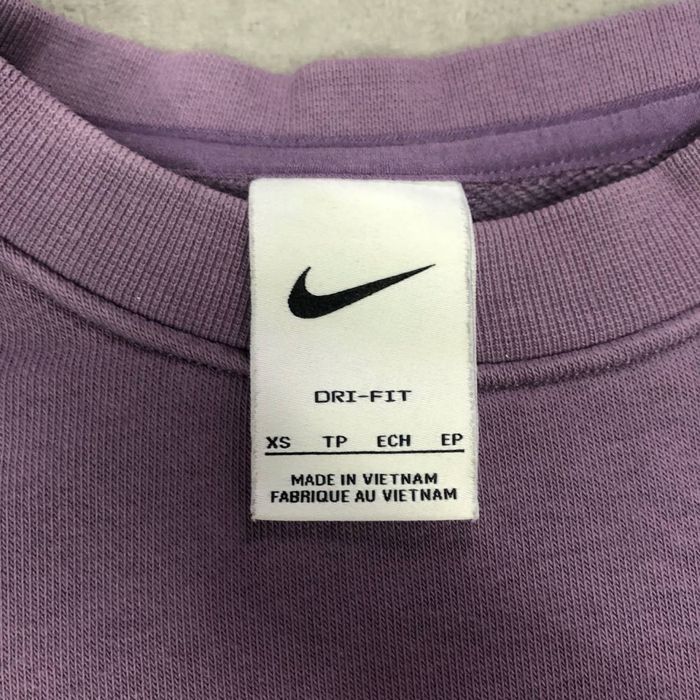 DRI-FIT
XS TP ECH EP
MADE IN VIETNAM
FABRIQUE AU VIETNAM